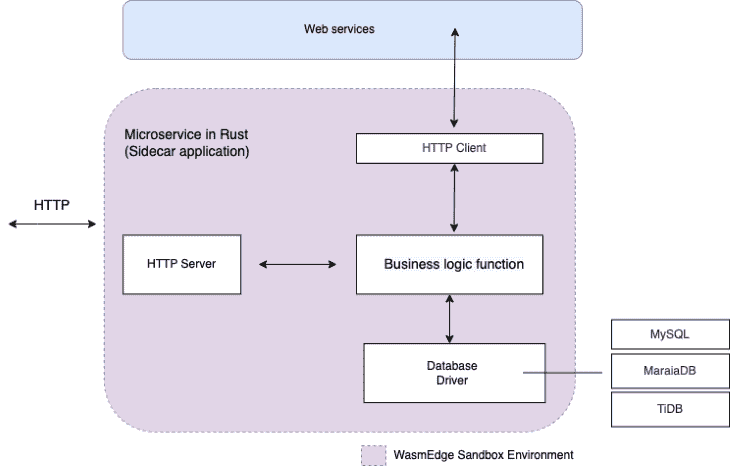 Web services
Microservice in Rust
(Sidecar application)
HTTP Client
HTTP
HTTP Server
Business logic function
Database
Driver
MySQL
MaraiaDB
TiDB
WasmEdge Sandbox Environment